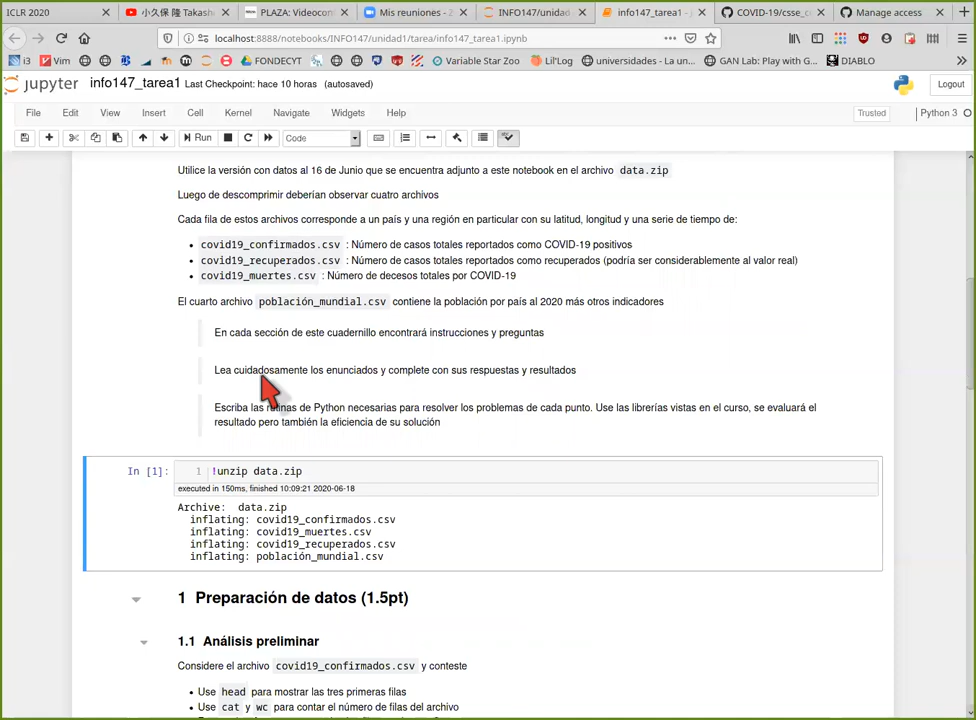 ICLR 2020
小久保 隆 Takash
PLAZA: Videoconf
Mis reuniones - Z
INFO147/unidad
info147_tarea1 - J
COVID-19/csse_c
Manage access
localhost:8888/notebooks/INFO147/unidad1/tarea/info147_tarea1.ipynb
i3
Vim
FONDECYT
Variable Star Zoo
Lil'Log
universidades - La un...
GAN Lab: Play with G...
DIABLO
jupyter info147_tarea1 Last Checkpoint: hace 10 horas (autosaved)
Logout
File Edit View Insert Cell Kernel Navigate Widgets Help
Trusted
Python 3
Run
Code
Utilice la versión con datos al 16 de Junio que se encuentra adjunto a este notebook en el archivo data.zip
Luego de descomprimir deberían observar cuatro archivos
Cada fila de estos archivos corresponde a un país y una región en particular con su latitud, longitud y una serie de tiempo de:
• covid19_confirmados.csv : Número de casos totales reportados como COVID-19 positivos
• covid19_recuperados.csv : Número de casos totales reportados como recuperados (podría ser considerablemente al valor real)
• covid19_muertes.csv : Número de decesos totales por COVID-19
El cuarto archivo población_mundial.csv contiene la población por país al 2020 más otros indicadores
En cada sección de este cuadernillo encontrará instrucciones y preguntas
Lea cuidadosamente los enunciados y complete con sus respuestas y resultados
Escriba las rutinas de Python necesarias para resolver los problemas de cada punto. Use las librerías vistas en el curso, se evaluará el
resultado pero también la eficiencia de su solución
In [1]: 1 !unzip data.zip
executed in 150ms, finished 10:09:21 2020-06-18
Archive: data.zip
inflating: covid19_confirmados.csv
inflating: covid19_muertes.csv
inflating: covid19_recuperados.csv
inflating: población_mundial.csv
1 Preparación de datos (1.5pt)
1.1 Análisis preliminar
Considere el archivo covid19_confirmados.csv y conteste
• Use head para mostrar las tres primeras filas
• Use cat y wc para contar el número de filas del archivo